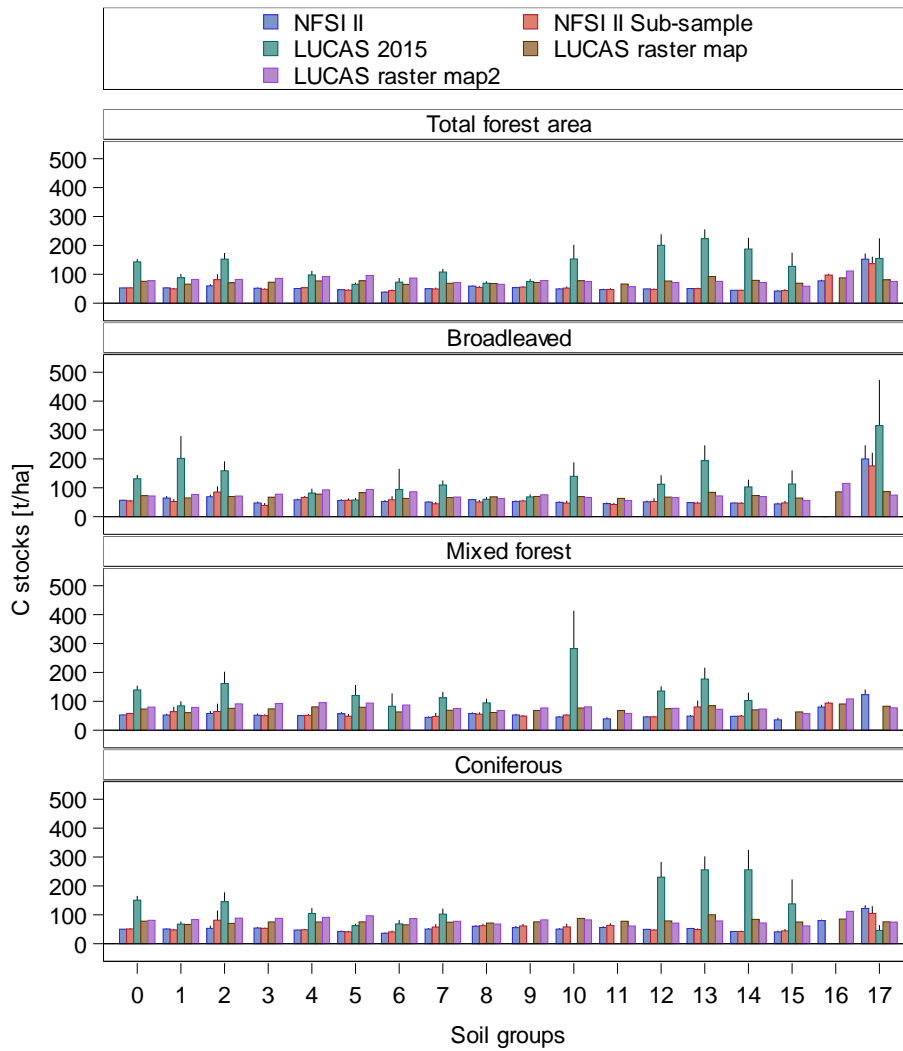 NFSI II NFSI II Sub-sample
LUCAS 2015 LUCAS raster map
LUCAS raster map2
Total forest area
500
400
300
200
100
0
Broadleaved
500
400
300
200
100
0
C stocks [t/ha]
Mixed forest
500
400
300
200
100
0
Coniferous
500
400
300
200
100
0
0 1 2 3 4 5 6 7 8 9 10 11 12 13 14 15 16 17
Soil groups